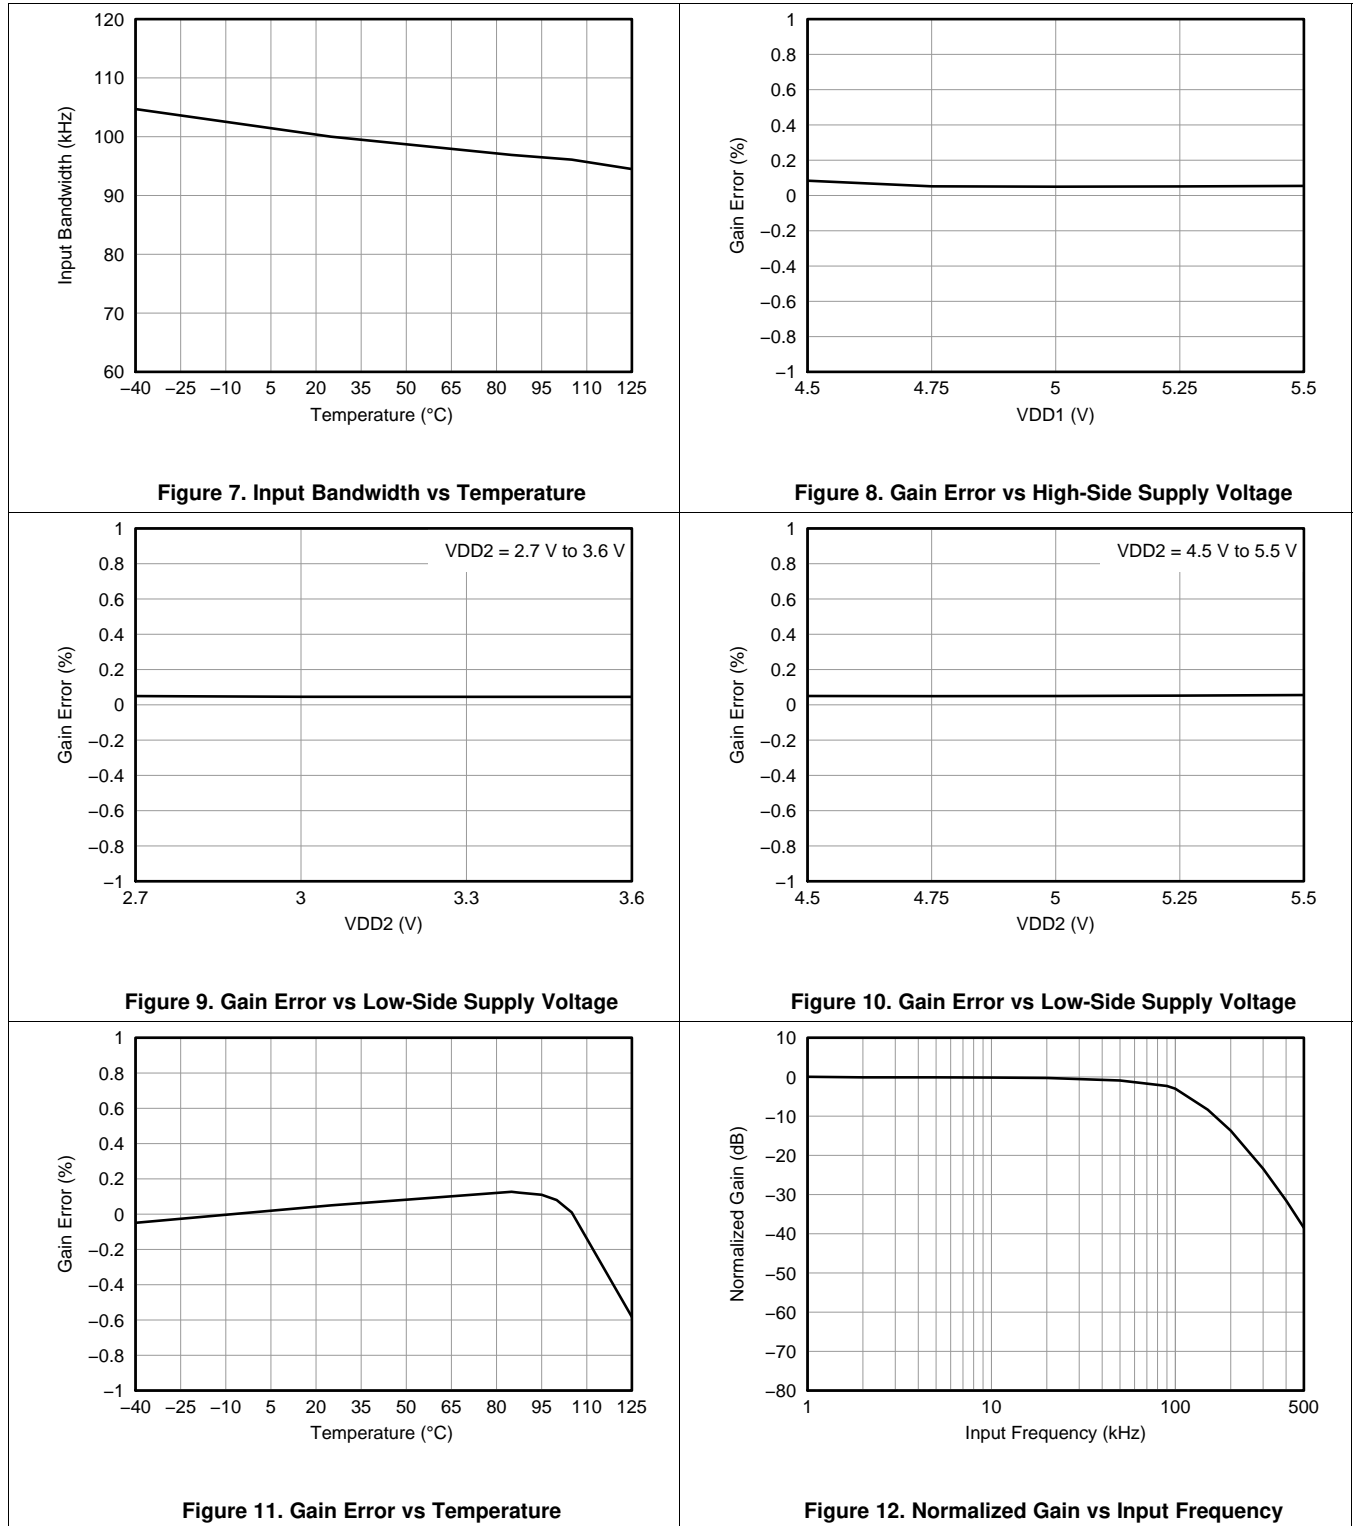 120
110
100
90
80
70
60
Input Bandwidth (kHz)
−40 −25 −10 5 20 35 50 65 80 95 110 125
Temperature (°C)
Figure 7. Input Bandwidth vs Temperature
1
0.8
0.6
0.4
0.2
0
−0.2
−0.4
−0.6
−0.8
−1
Gain Error (%)
4.5 4.75 5 5.25 5.5
VDD1 (V)
Figure 8. Gain Error vs High-Side Supply Voltage
1
0.8
0.6
0.4
0.2
0
−0.2
−0.4
−0.6
−0.8
−1
Gain Error (%)
VDD2 = 2.7 V to 3.6 V
2.7 3 3.3 3.6
VDD2 (V)
Figure 9. Gain Error vs Low-Side Supply Voltage
1
0.8
0.6
0.4
0.2
0
−0.2
−0.4
−0.6
−0.8
−1
Gain Error (%)
VDD2 = 4.5 V to 5.5 V
4.5 4.75 5 5.25 5.5
VDD2 (V)
Figure 10. Gain Error vs Low-Side Supply Voltage
1
0.8
0.6
0.4
0.2
0
−0.2
−0.4
−0.6
−0.8
−1
Gain Error (%)
−40 −25 −10 5 20 35 50 65 80 95 110 125
Temperature (°C)
Figure 11. Gain Error vs Temperature
10
0
−10
−20
−30
−40
−50
−60
−70
−80
Normalized Gain (dB)
1 10 100 500
Input Frequency (kHz)
Figure 12. Normalized Gain vs Input Frequency